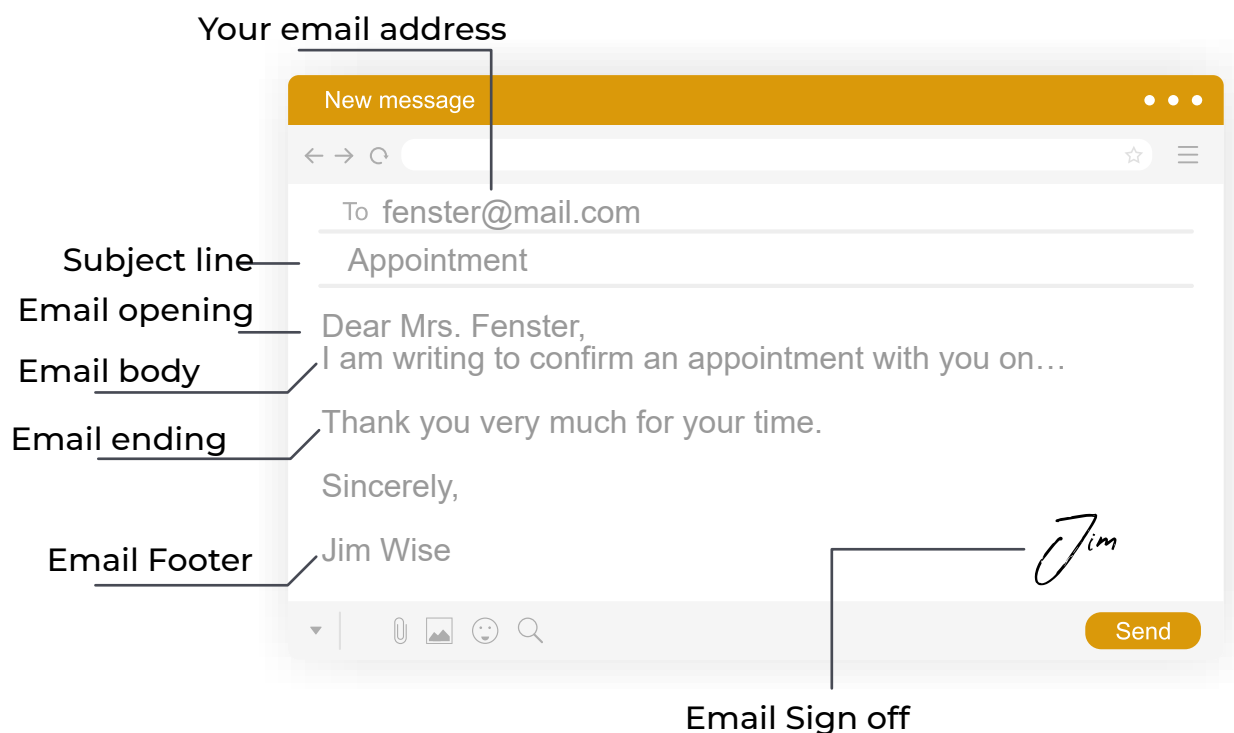 Your email address
New message
To fenster@mail.com
Subject line
Appointment
Email opening
Dear Mrs. Fenster,
Email body
I am writing to confirm an appointment with you on…
Email ending
Thank you very much for your time.
Sincerely,
Email Footer
Jim Wise
Jim
Send
Email Sign off